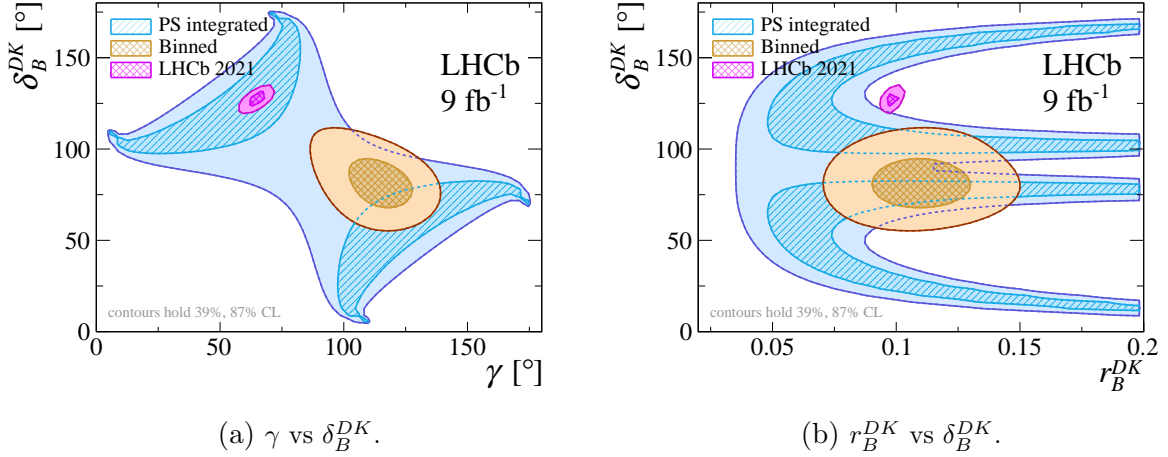 δ_B^{DK} [°]
150
100
50
0
PS integrated
Binned
LHCb 2021
LHCb
9 fb⁻¹
contours hold 39%, 87% CL
0 50 100 150
γ [°]
(a) γ vs δ_B^{DK}.
δ_B^{DK} [°]
150
100
50
0
PS integrated
Binned
LHCb 2021
LHCb
9 fb⁻¹
contours hold 39%, 87% CL
0.05 0.1 0.15 0.2
r_B^{DK}
(b) r_B^{DK} vs δ_B^{DK}.